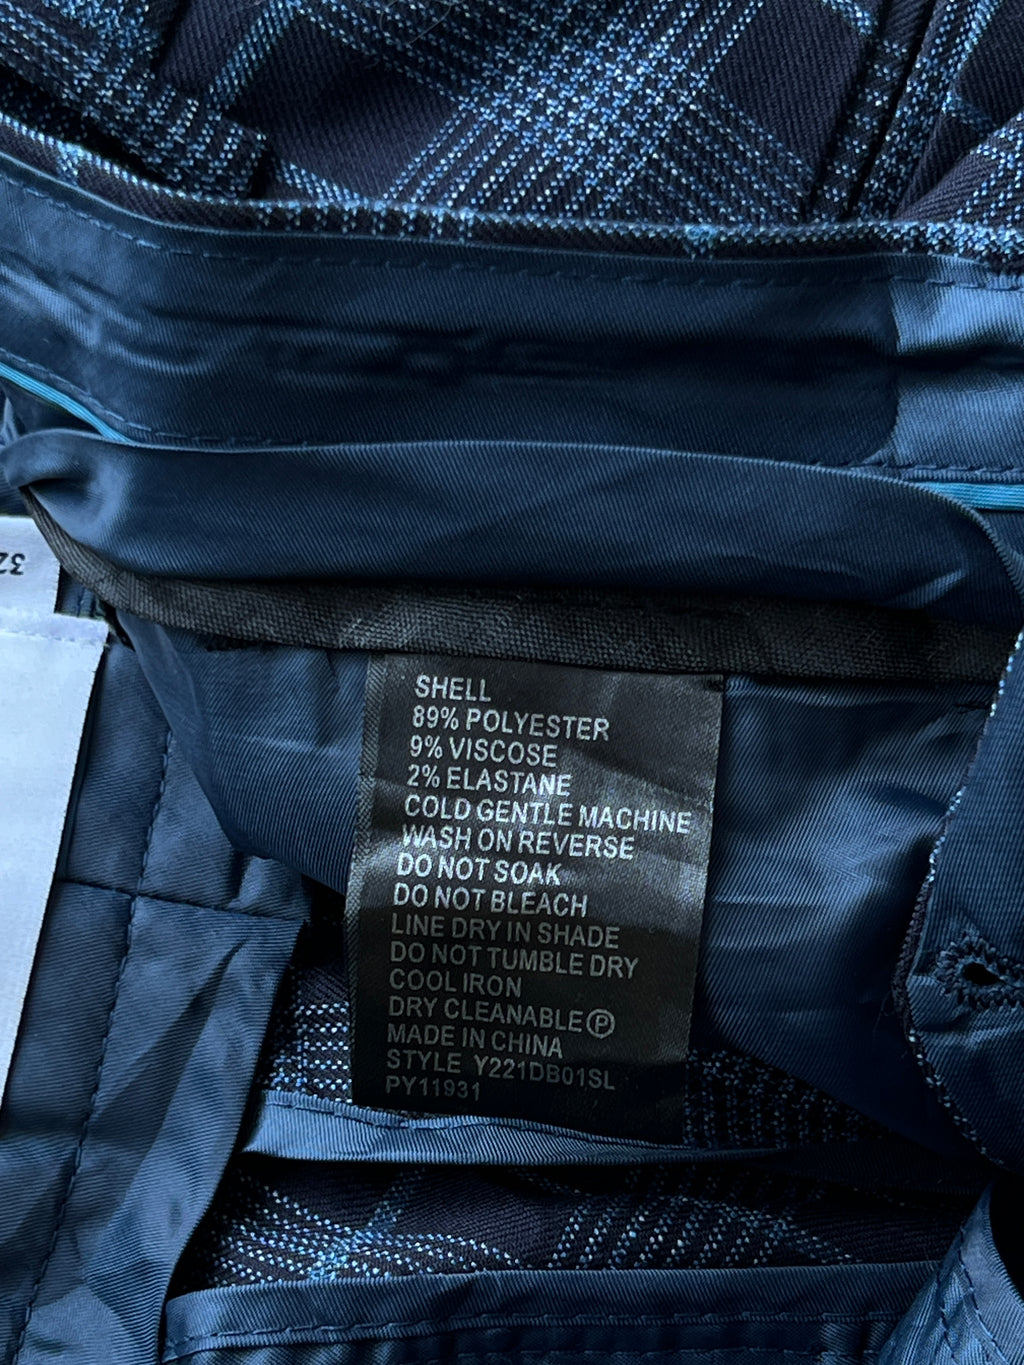 32
SHELL
89% POLYESTER
9% VISCOSE
2% ELASTANE
COLD GENTLE MACHINE
WASH ON REVERSE
DO NOT SOAK
DO NOT BLEACH
LINE DRY IN SHADE
DO NOT TUMBLE DRY
COOL IRON
DRY CLEANABLE Ⓟ
MADE IN CHINA
STYLE Y221DB01SL
PY11931